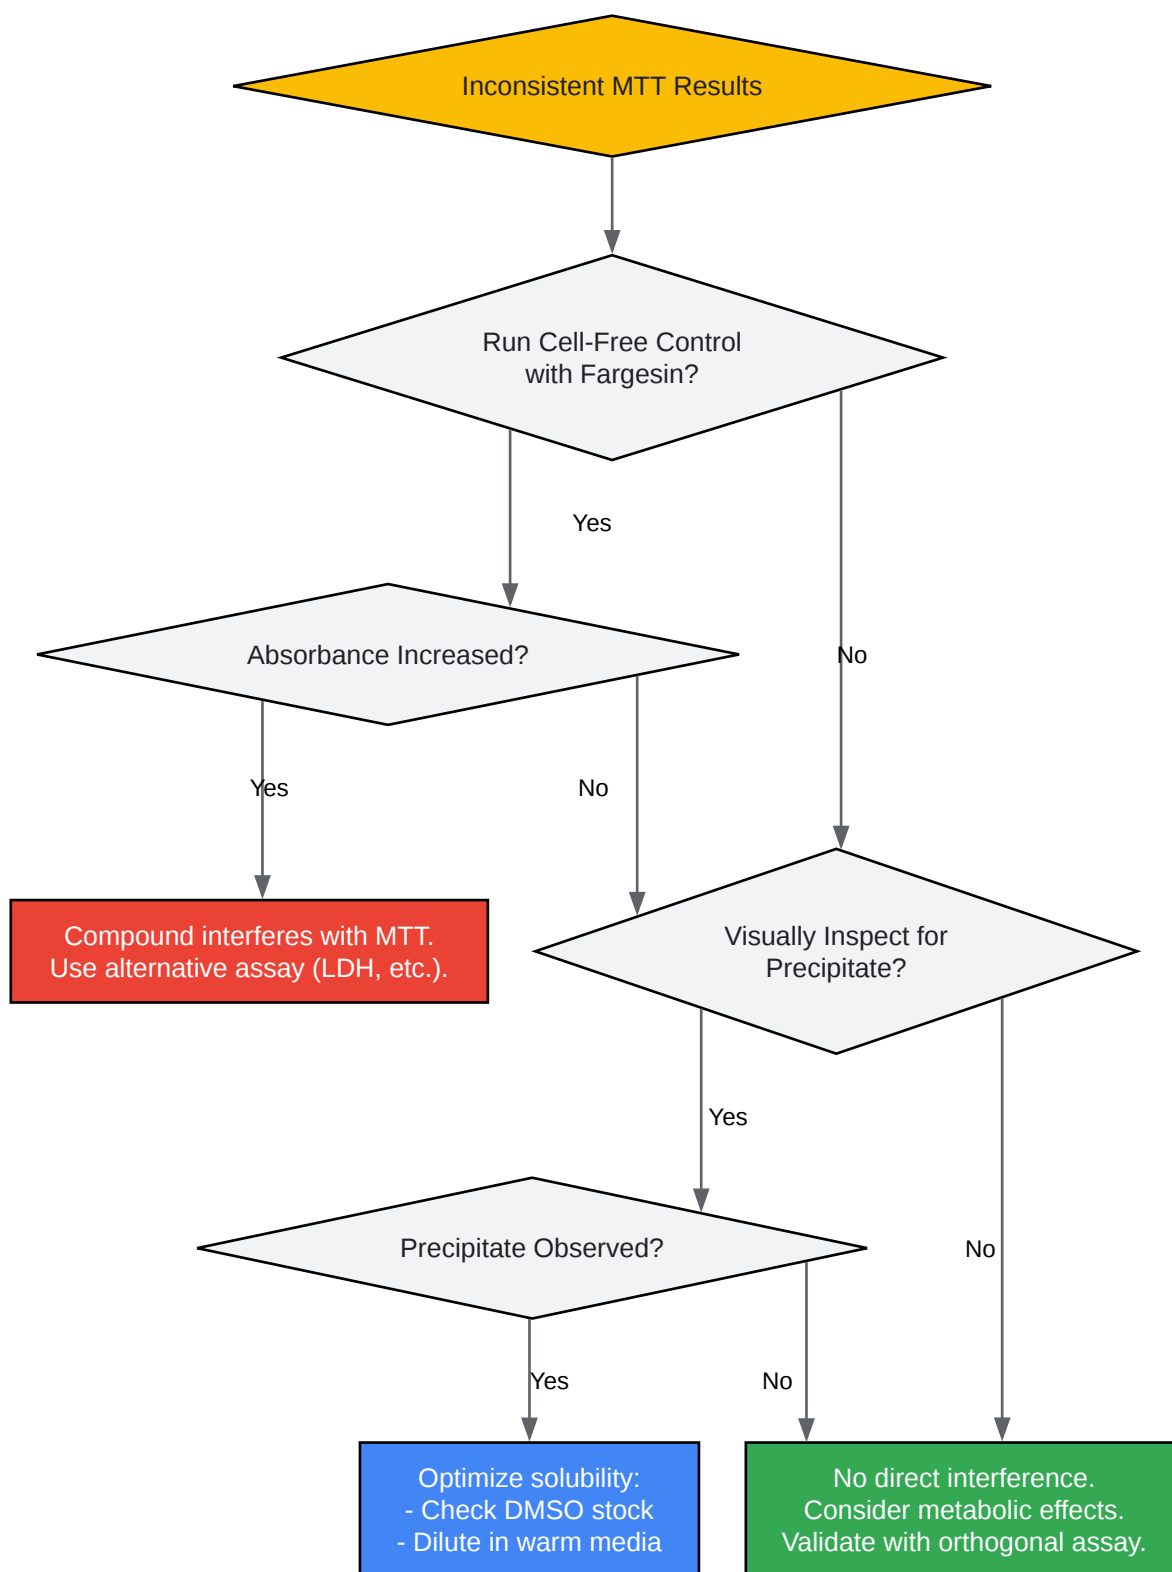 Inconsistent MTT Results
Run Cell-Free Control
with Fargesin?
Yes
Absorbance Increased?
No
Yes
No
Compound interferes with MTT.
Use alternative assay (LDH, etc.).
Visually Inspect for
Precipitate?
Yes
Precipitate Observed?
No
Yes
No
Optimize solubility:
- Check DMSO stock
- Dilute in warm media
No direct interference.
Consider metabolic effects.
Validate with orthogonal assay.